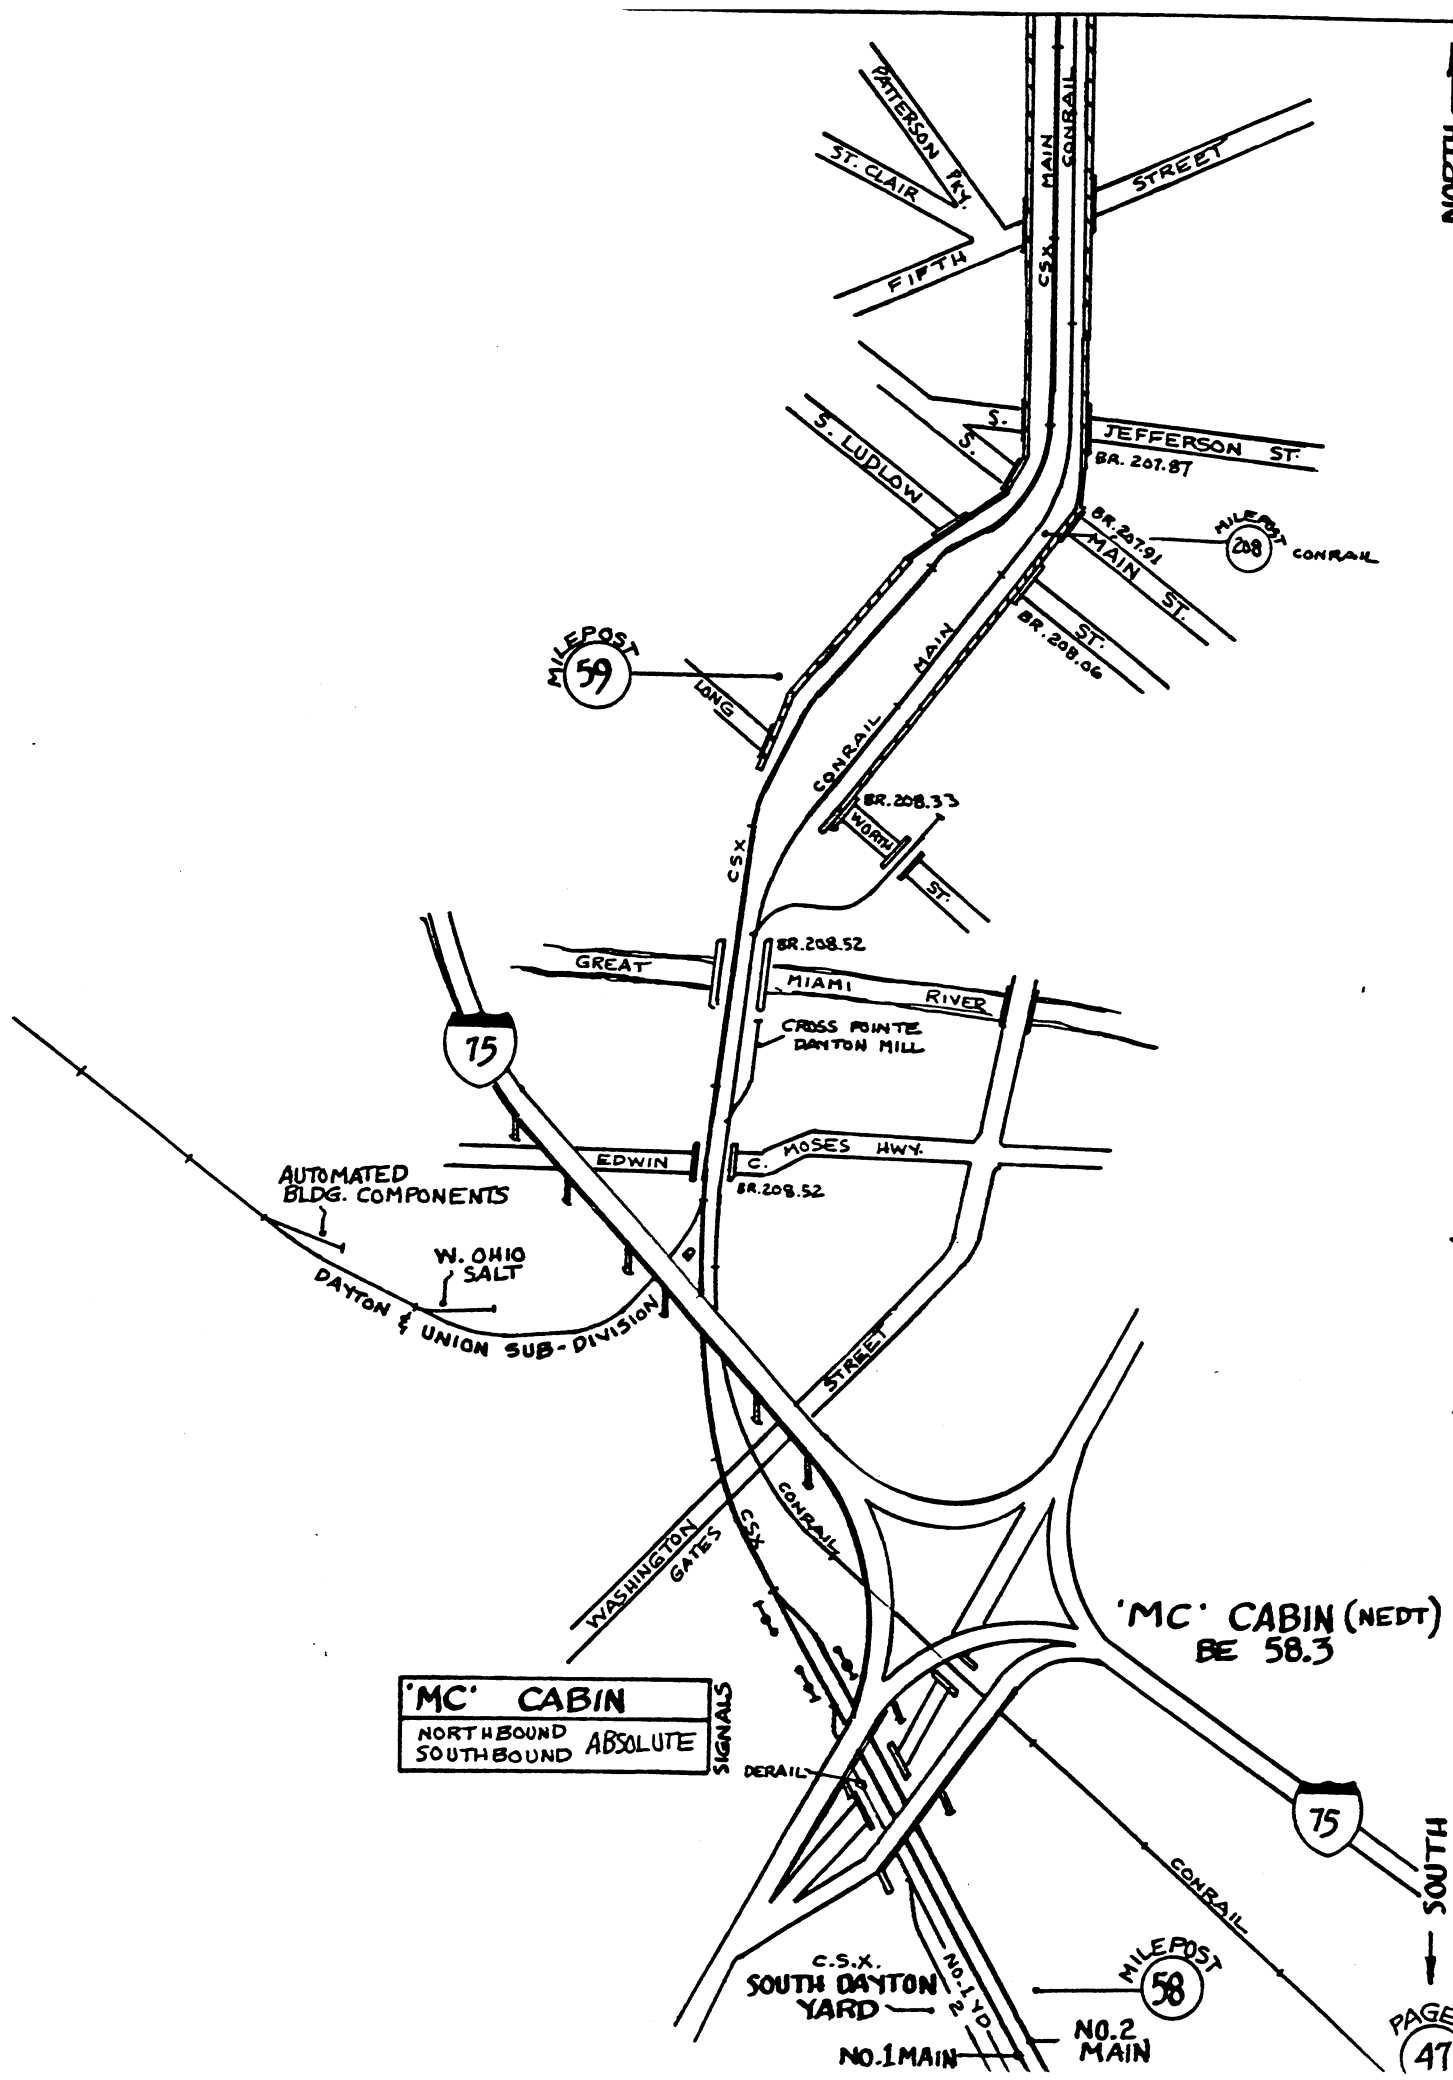 NORTH
PATTERSON PKY.
ST. CLAIR
FIFTH
STREET
CSX MAIN
CONRAIL
S.
S.
JEFFERSON ST.
BR. 207.87
S. LUDLOW
BR. 207.91
MAIN ST.
MILEPOST
208
CONRAIL
ST.
BR. 208.06
MILEPOST
59
LONG
CONRAIL MAIN
BR. 208.33
WORTH
ST.
CSX
BR. 208.52
GREAT
MIAMI
RIVER
CROSS POINTE
DAYTON MILL
75
EDWIN
C. MOSES HWY.
BR. 208.52
AUTOMATED
BLDG. COMPONENTS
W. OHIO
SALT
DAYTON & UNION SUB-DIVISION
STREET
WASHINGTON
GATES
CSX
CONRAIL
'MC' CABIN (NEDT)
BE 58.3
'MC' CABIN
NORTHBOUND
SOUTHBOUND ABSOLUTE
SIGNALS
DERAIL
75
SOUTH
CONRAIL
C.S.X.
SOUTH DAYTON
YARD
NO.1 YD
2
MILEPOST
58
NO.1 MAIN
NO.2
MAIN
PAGE
47